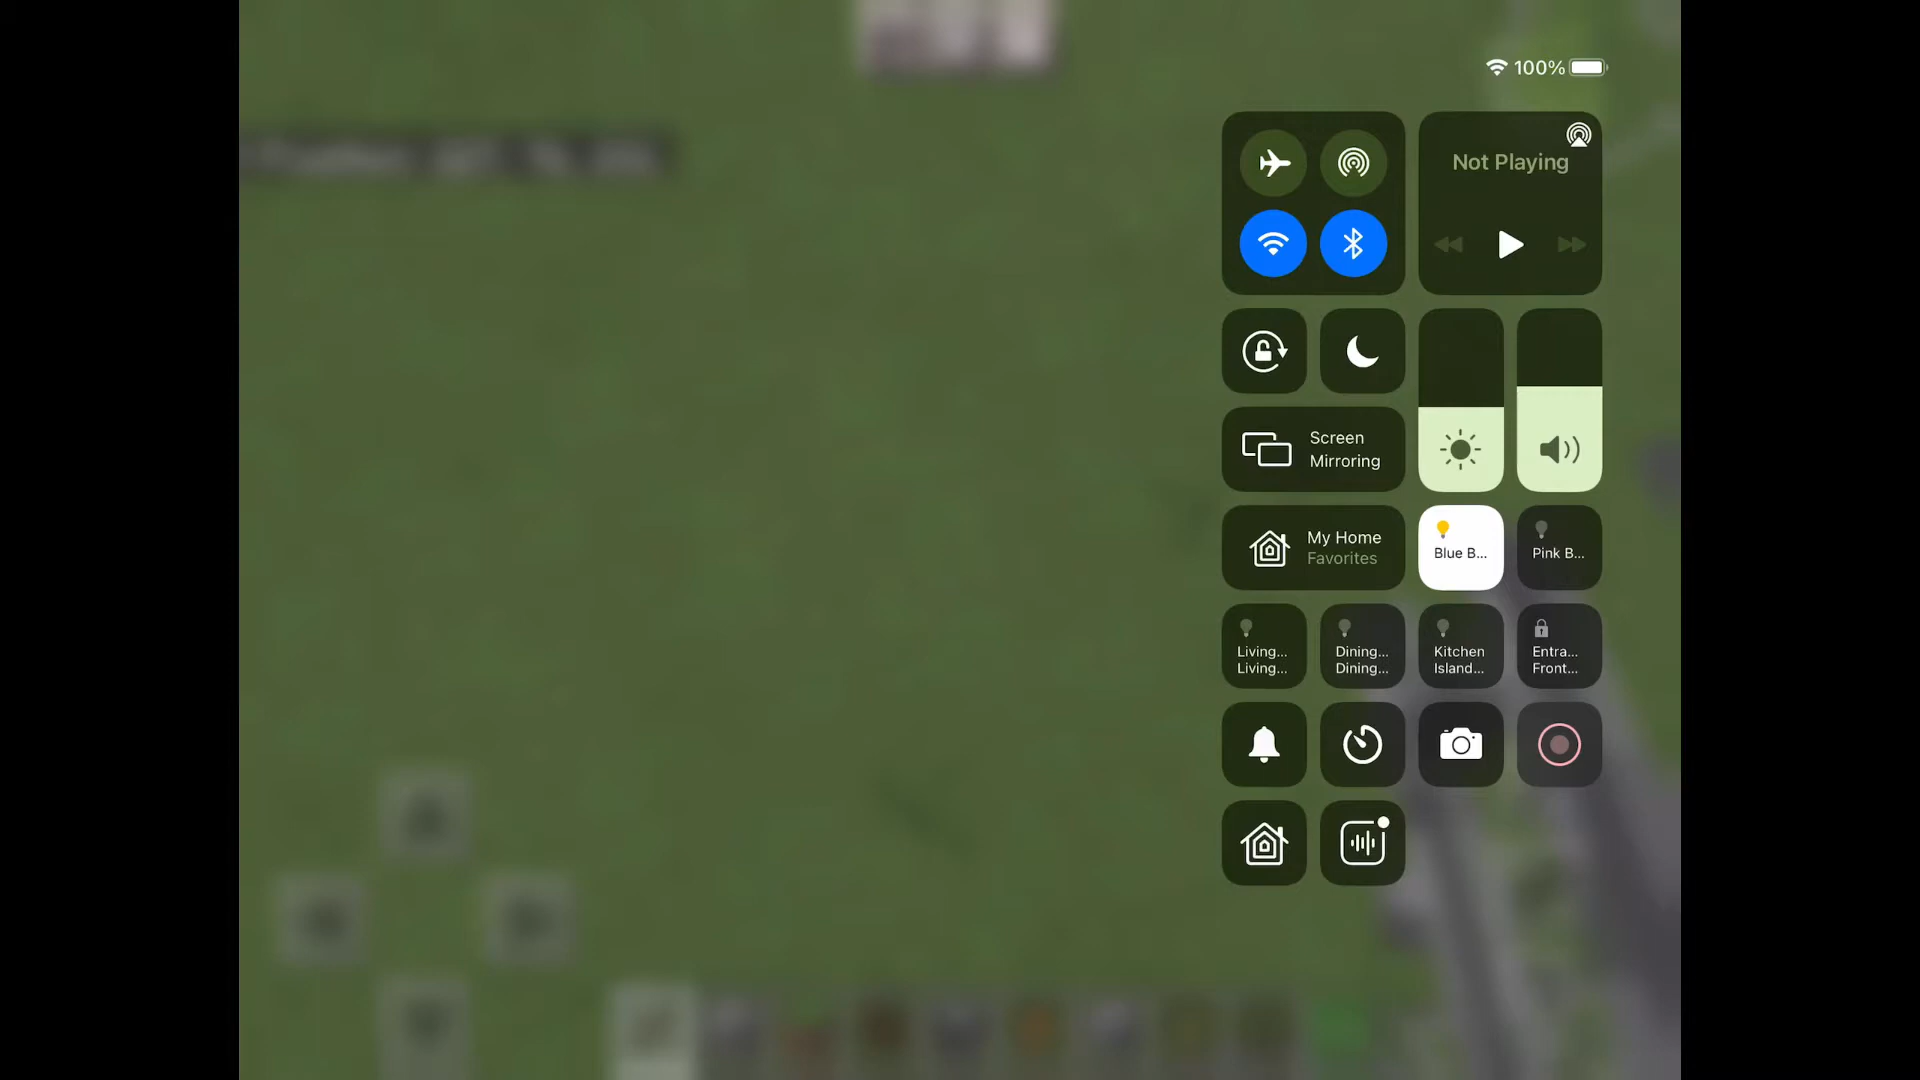 100%
Not Playing
Screen
Mirroring
My Home
Favorites
Blue B...
Pink B...
Living...
Living...
Dining...
Dining...
Kitchen
Island...
Entra...
Front...